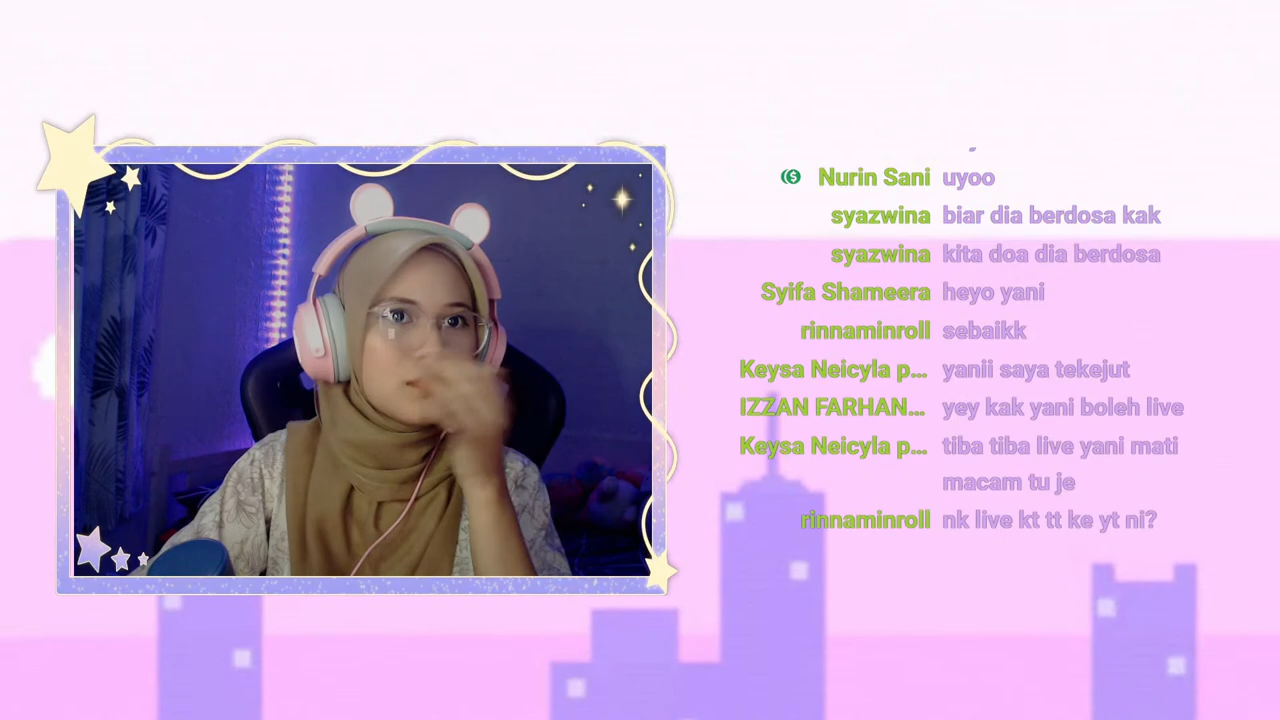 Nurin Sani uyoo
syazwina biar dia berdosa kak
syazwina kita doa dia berdosa
Syifa Shameera heyo yani
rinnaminroll sebaikk
Keysa Neicyla p... yanii saya tekejut
IZZAN FARHAN... yey kak yani boleh live
Keysa Neicyla p... tiba tiba live yani mati
macam tu je
rinnaminroll nk live kt tt ke yt ni?